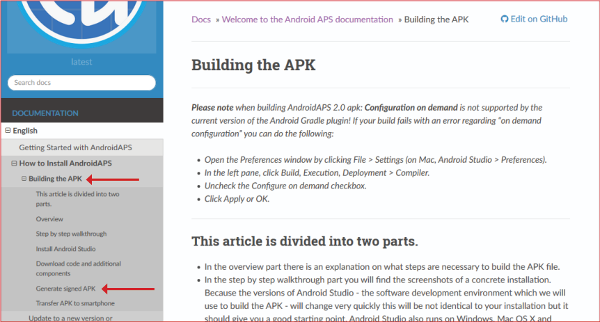 latest
Search docs
DOCUMENTATION
English
Getting Started with AndroidAPS
How to Install AndroidAPS
Building the APK
This article is divided into two
parts.
Overview
Step by step walkthrough
Install Android Studio
Download code and additional
components
Generate signed APK
Transfer APK to smartphone
Update to a new version or
Docs » Welcome to the Android APS documentation » Building the APK
Edit on GitHub
Building the APK
Please note when building AndroidAPS 2.0 apk: Configuration on demand is not supported by the
current version of the Android Gradle plugin! If your build fails with an error regarding "on demand
configuration" you can do the following:
• Open the Preferences window by clicking File > Settings (on Mac, Android Studio > Preferences).
• In the left pane, click Build, Execution, Deployment > Compiler.
• Uncheck the Configure on demand checkbox.
• Click Apply or OK.
This article is divided into two parts.
• In the overview part there is an explanation on what steps are necessary to build the APK file.
• In the step by step walkthrough part you will find the screenshots of a concrete installation.
Because the versions of Android Studio - the software development environment which we will
use to build the APK - will change very quickly this will be not identical to your installation but it
should give you a good starting point. Android Studio also runs on Windows, Mac OS X and